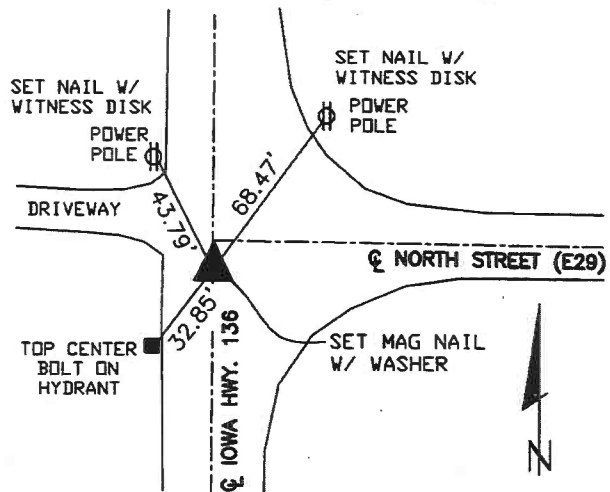 SET NAIL W/
WITNESS DISK
POWER
POLE
SET NAIL W/
WITNESS DISK
POWER
POLE
DRIVEWAY
43.79'
68.47'
℄ NORTH STREET (E29)
32.85'
TOP CENTER
BOLT ON
HYDRANT
℄ IOWA HWY. 136
SET MAG NAIL
W/ WASHER
N